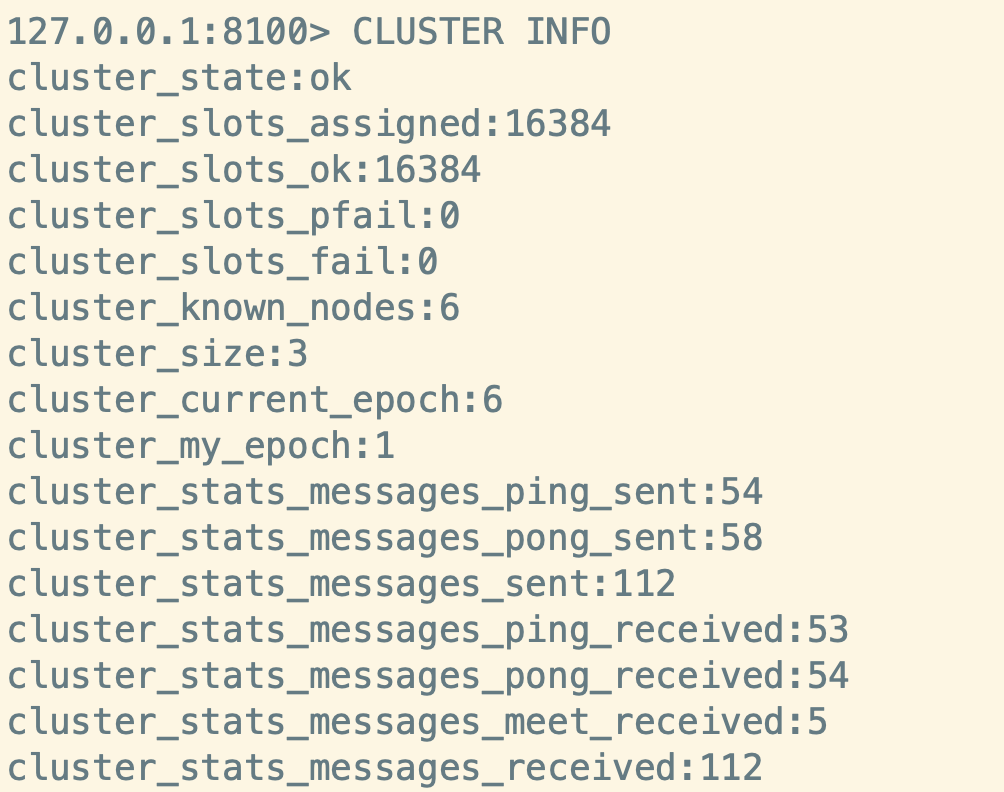 127.0.0.1:8100> CLUSTER INFO
cluster_state:ok
cluster_slots_assigned:16384
cluster_slots_ok:16384
cluster_slots_pfail:0
cluster_slots_fail:0
cluster_known_nodes:6
cluster_size:3
cluster_current_epoch:6
cluster_my_epoch:1
cluster_stats_messages_ping_sent:54
cluster_stats_messages_pong_sent:58
cluster_stats_messages_sent:112
cluster_stats_messages_ping_received:53
cluster_stats_messages_pong_received:54
cluster_stats_messages_meet_received:5
cluster_stats_messages_received:112